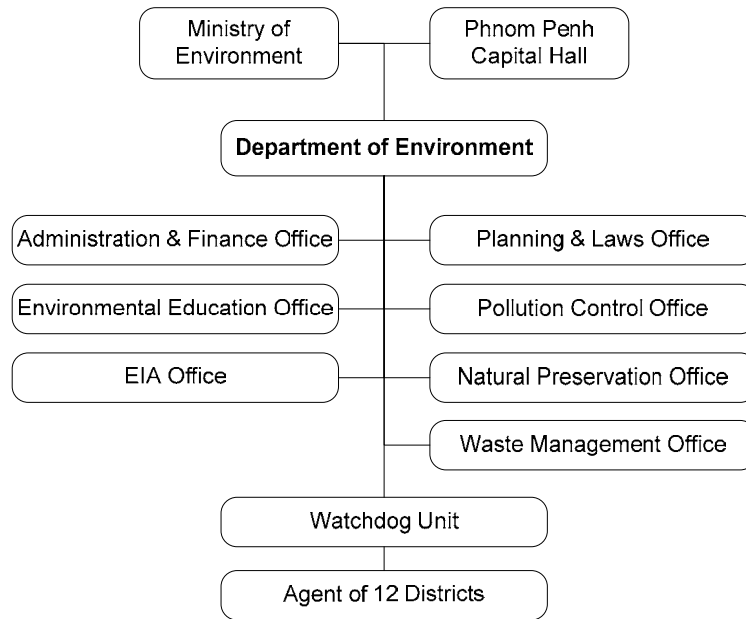 Ministry of
Environment
Phnom Penh
Capital Hall
Department of Environment
Administration & Finance Office
Planning & Laws Office
Environmental Education Office
Pollution Control Office
EIA Office
Natural Preservation Office
Waste Management Office
Watchdog Unit
Agent of 12 Districts